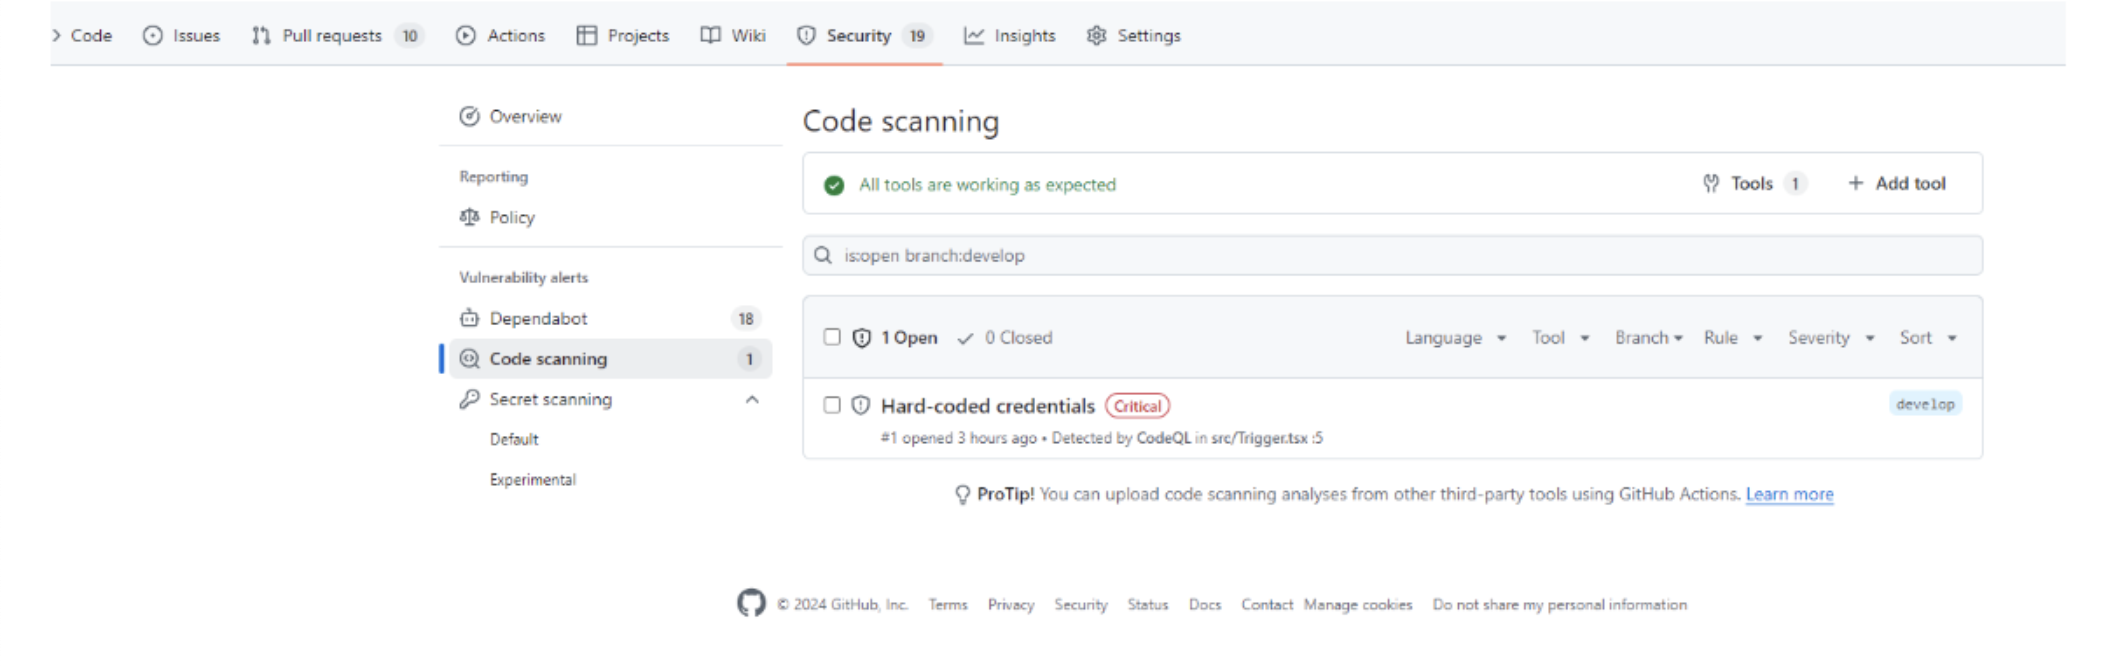 Code Issues Pull requests 10 Actions Projects Wiki Security 19 Insights Settings
Overview
Reporting
Policy
Vulnerability alerts
Dependabot 18
Code scanning 1
Secret scanning
Default
Experimental
Code scanning
All tools are working as expected Tools 1 + Add tool
is:open branch:develop
1 Open 0 Closed Language Tool Branch Rule Severity Sort
Hard-coded credentials Critical develop
#1 opened 3 hours ago • Detected by CodeQL in src/Trigger.tsx :5
ProTip! You can upload code scanning analyses from other third-party tools using GitHub Actions. Learn more
© 2024 GitHub, Inc. Terms Privacy Security Status Docs Contact Manage cookies Do not share my personal information